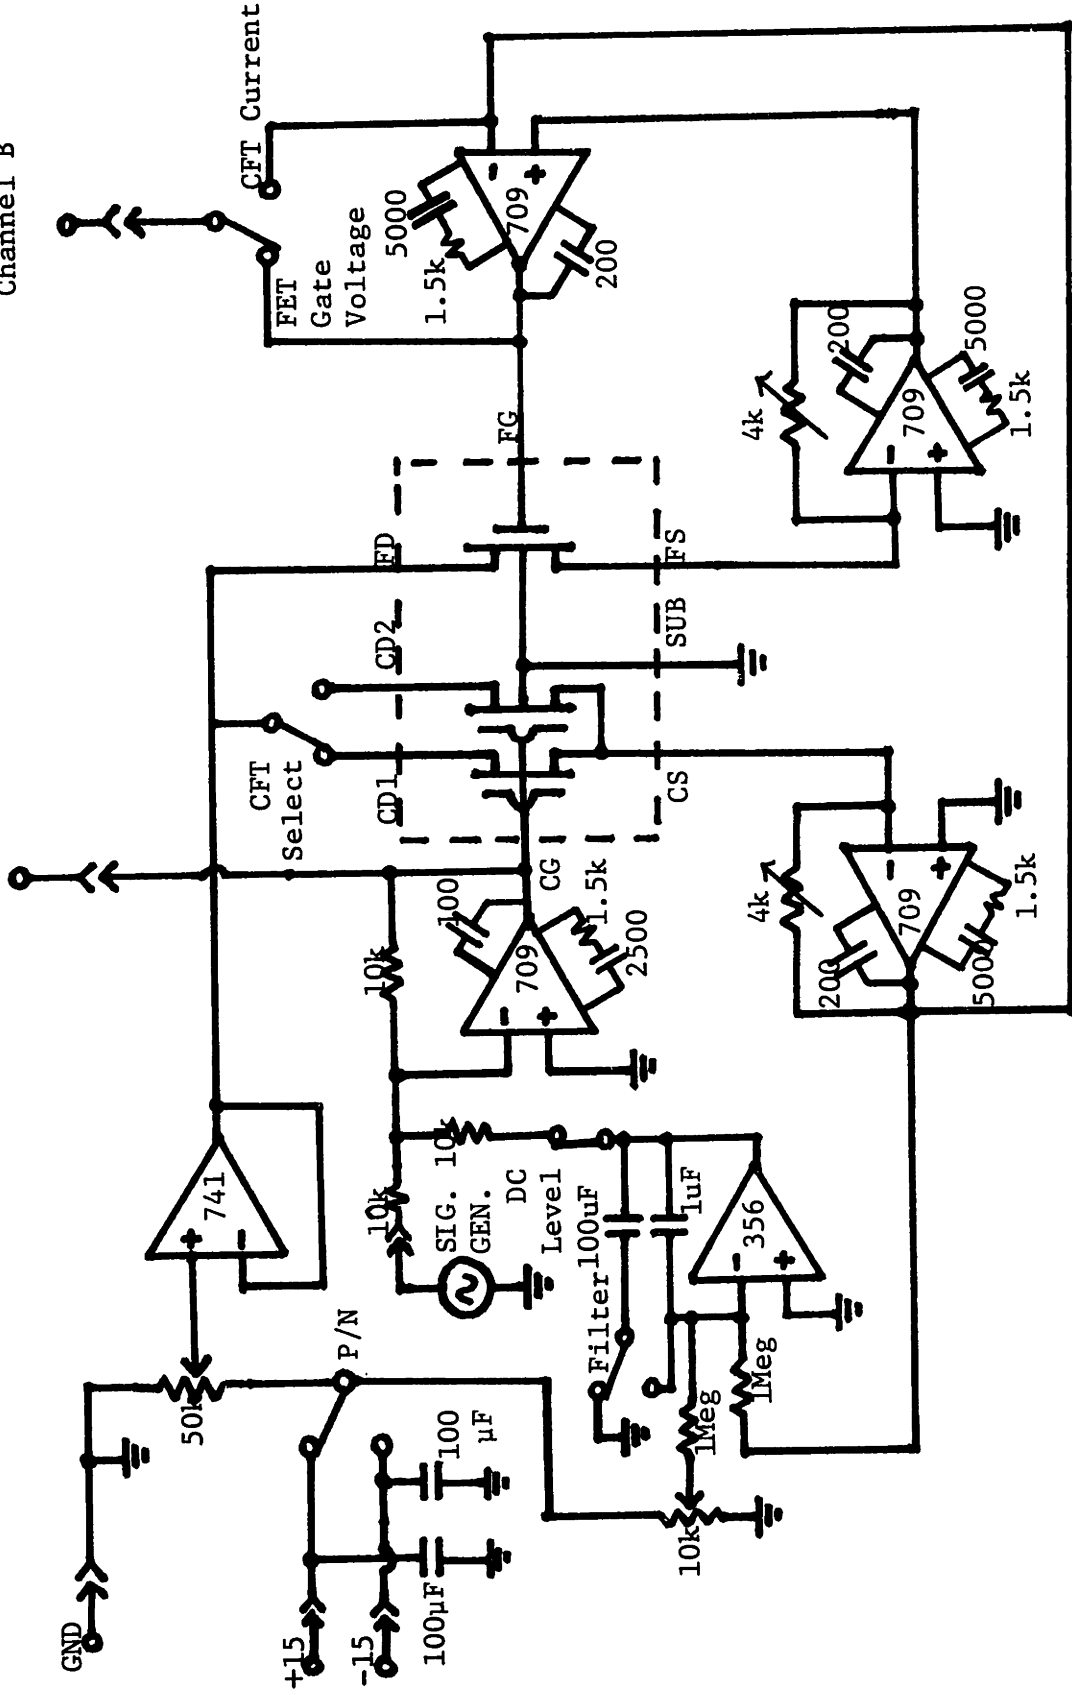 Channel B
CFT Current
FET
Gate
Voltage
5000
1.5k
709
-
+
200
FG
4k
200
709
-
+
5000
1.5k
FD
FS
CD2
SUB
CFT
Select
CD1
CS
CG
100
10k
709
-
+
1.5k
2500
4k
200
709
-
+
5000
1.5k
741
+
-
10k
10k
SIG.
GEN.
DC
Level
100uF
1uF
356
-
+
Filter
1Meg
1Meg
P/N
50k
100
µF
100µF
10k
GND
+15
-15